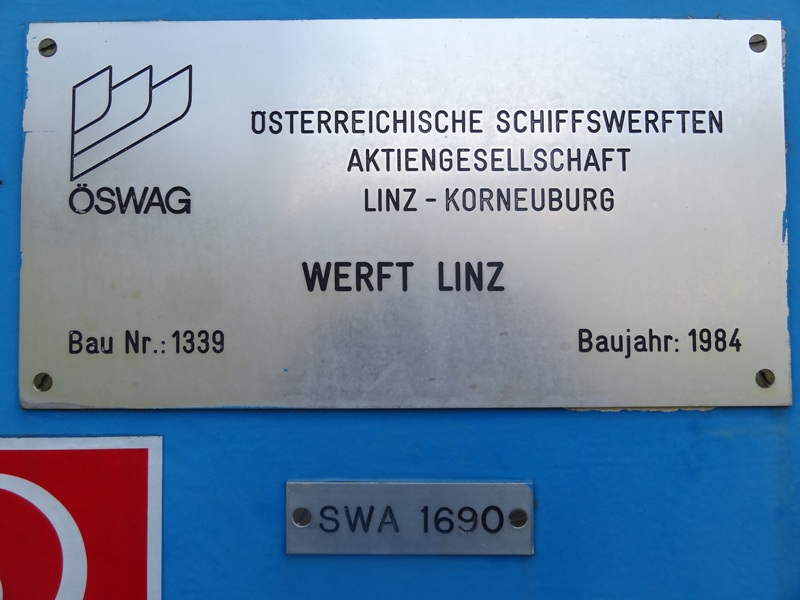 ÖSWAG
ÖSTERREICHISCHE SCHIFFSWERFTEN
AKTIENGESELLSCHAFT
LINZ - KORNEUBURG
WERFT LINZ
Bau Nr.: 1339
Baujahr: 1984
SWA 1690